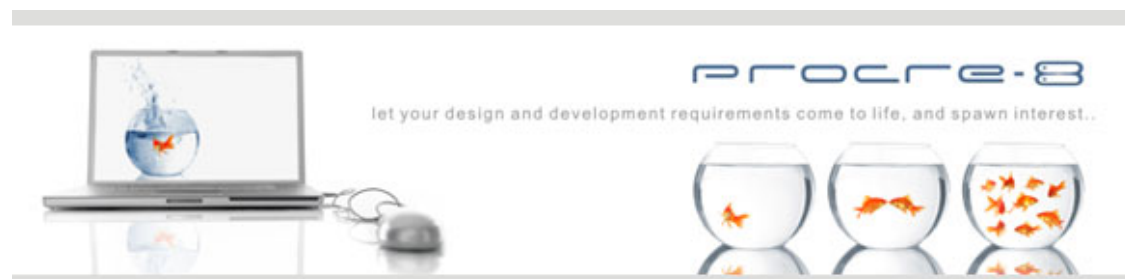 procre-8
let your design and development requirements come to life, and spawn interest..